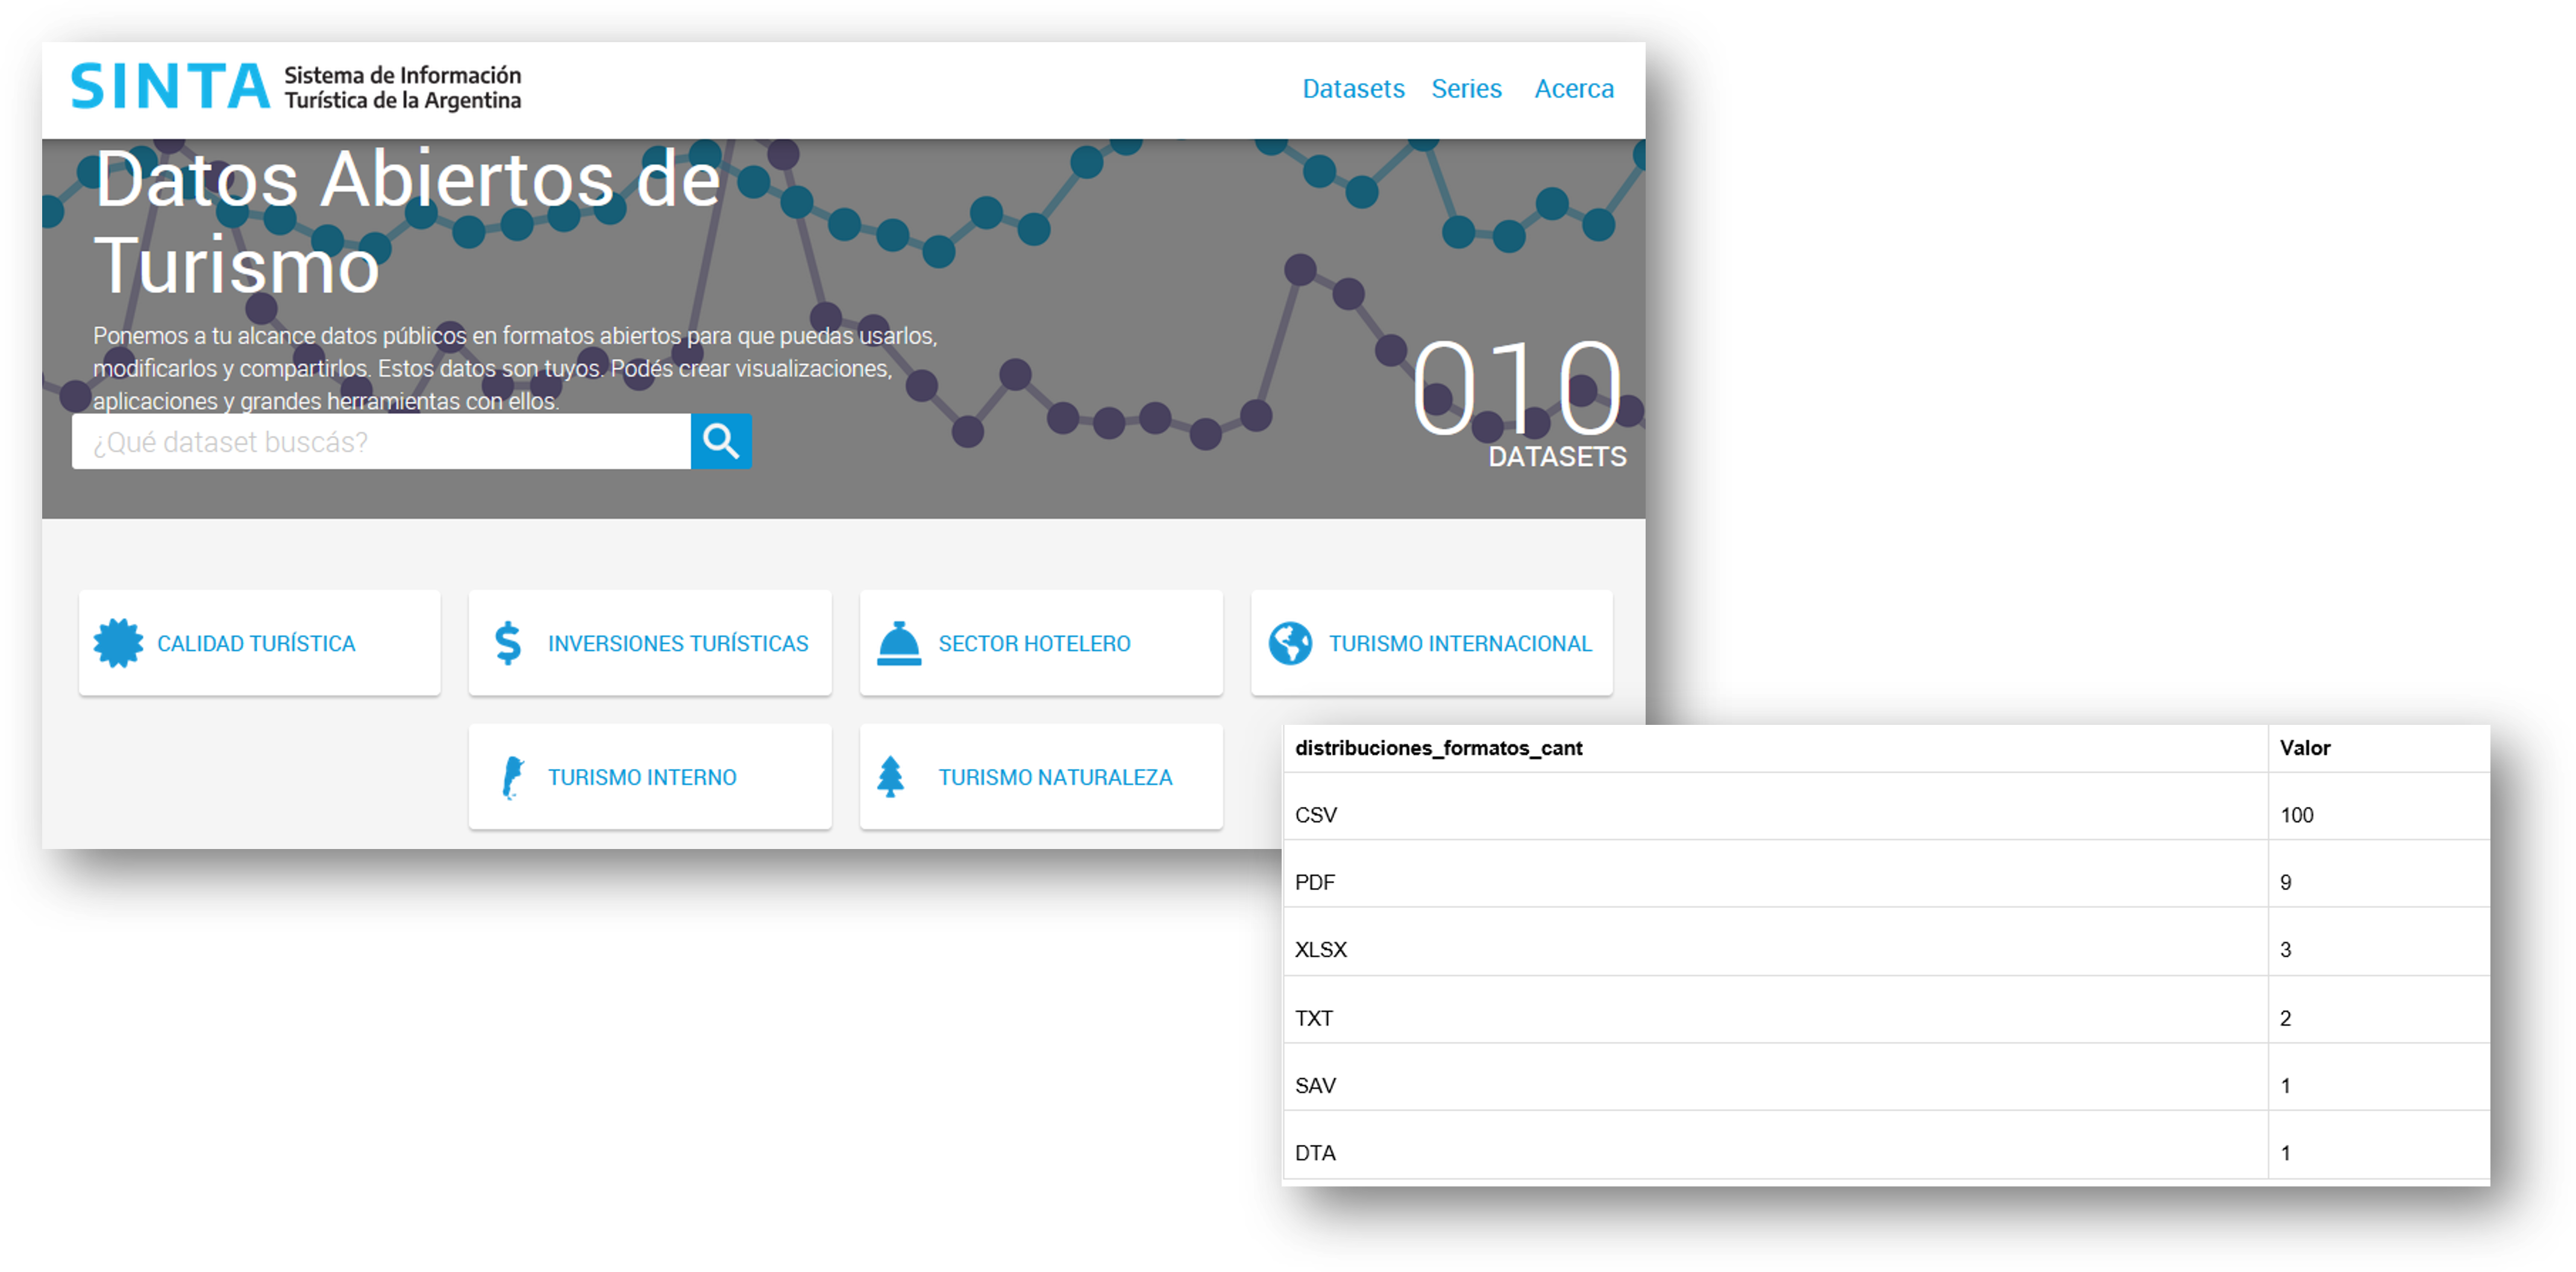 SINTA
Sistema de Información
Turística de la Argentina
Datasets Series Acerca
Datos Abiertos de
Turismo
Ponemos a tu alcance datos públicos en formatos abiertos para que puedas usarlos,
modificarlos y compartirlos. Estos datos son tuyos. Podés crear visualizaciones,
aplicaciones y grandes herramientas con ellos.
¿Qué dataset buscás?
010
DATASETS
CALIDAD TURÍSTICA
INVERSIONES TURÍSTICAS
SECTOR HOTELERO
TURISMO INTERNACIONAL
TURISMO INTERNO
TURISMO NATURALEZA
distribuciones_formatos_cant Valor
CSV 100
PDF 9
XLSX 3
TXT 2
SAV 1
DTA 1